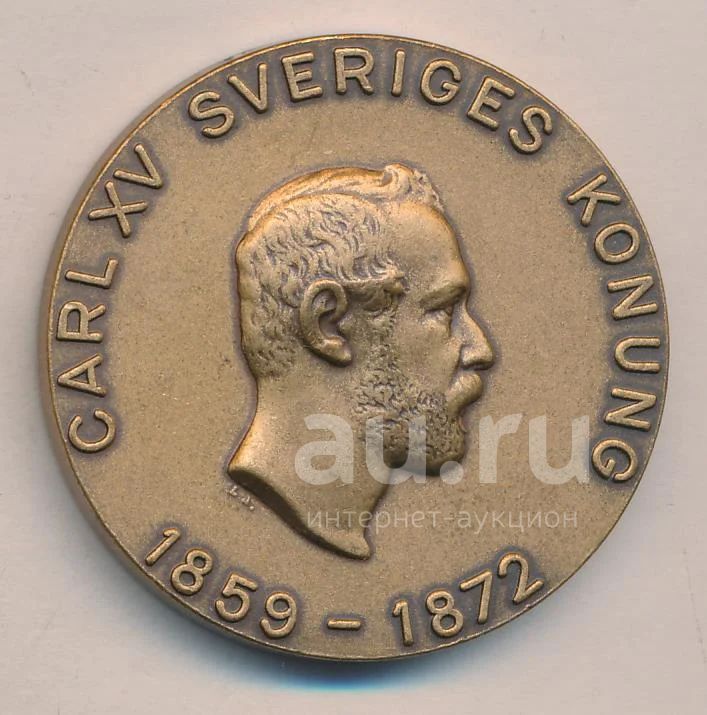 CARL XV SVERIGES KONUNG
1859 – 1872
L.J.
au.ru
интернет-аукцион